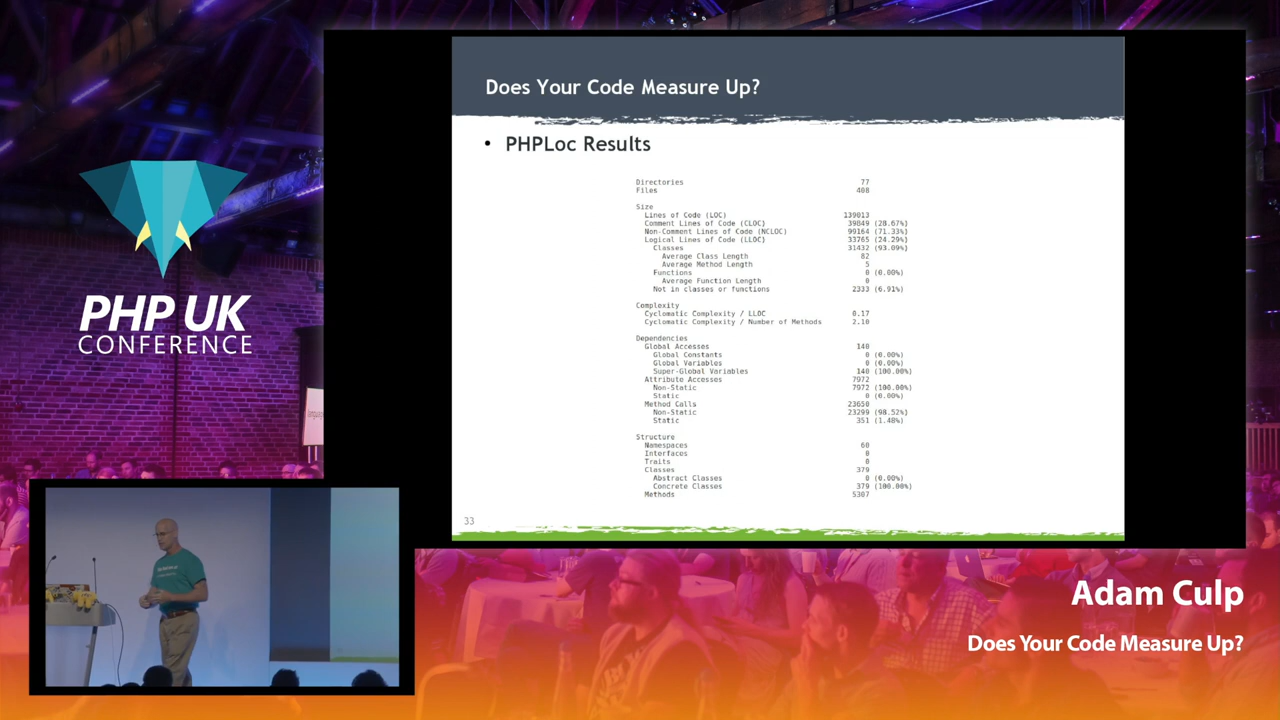 Does Your Code Measure Up?
• PHPLoc Results
Directories 77
Files 408
Size
Lines of Code (LOC) 139013
Comment Lines of Code (CLOC) 39849 (28.67%)
Non-Comment Lines of Code (NCLOC) 99164 (71.33%)
Logical Lines of Code (LLOC) 33765 (24.29%)
Classes 31432 (93.09%)
Average Class Length 82
Average Method Length 5
Functions 0 (0.00%)
Average Function Length 0
Not in classes or functions 2333 (6.91%)
Complexity
Cyclomatic Complexity / LLOC 0.17
Cyclomatic Complexity / Number of Methods 2.10
Dependencies
Global Accesses 140
Global Constants 0 (0.00%)
Global Variables 0 (0.00%)
Super-Global Variables 140 (100.00%)
Attribute Accesses 7972
Non-Static 7972 (100.00%)
Static 0 (0.00%)
Method Calls 23650
Non-Static 23299 (98.52%)
Static 351 (1.48%)
Structure
Namespaces 60
Interfaces 0
Traits 0
Classes 379
Abstract Classes 0 (0.00%)
Concrete Classes 379 (100.00%)
Methods 5307
33
PHP UK
CONFERENCE
Adam Culp
Does Your Code Measure Up?